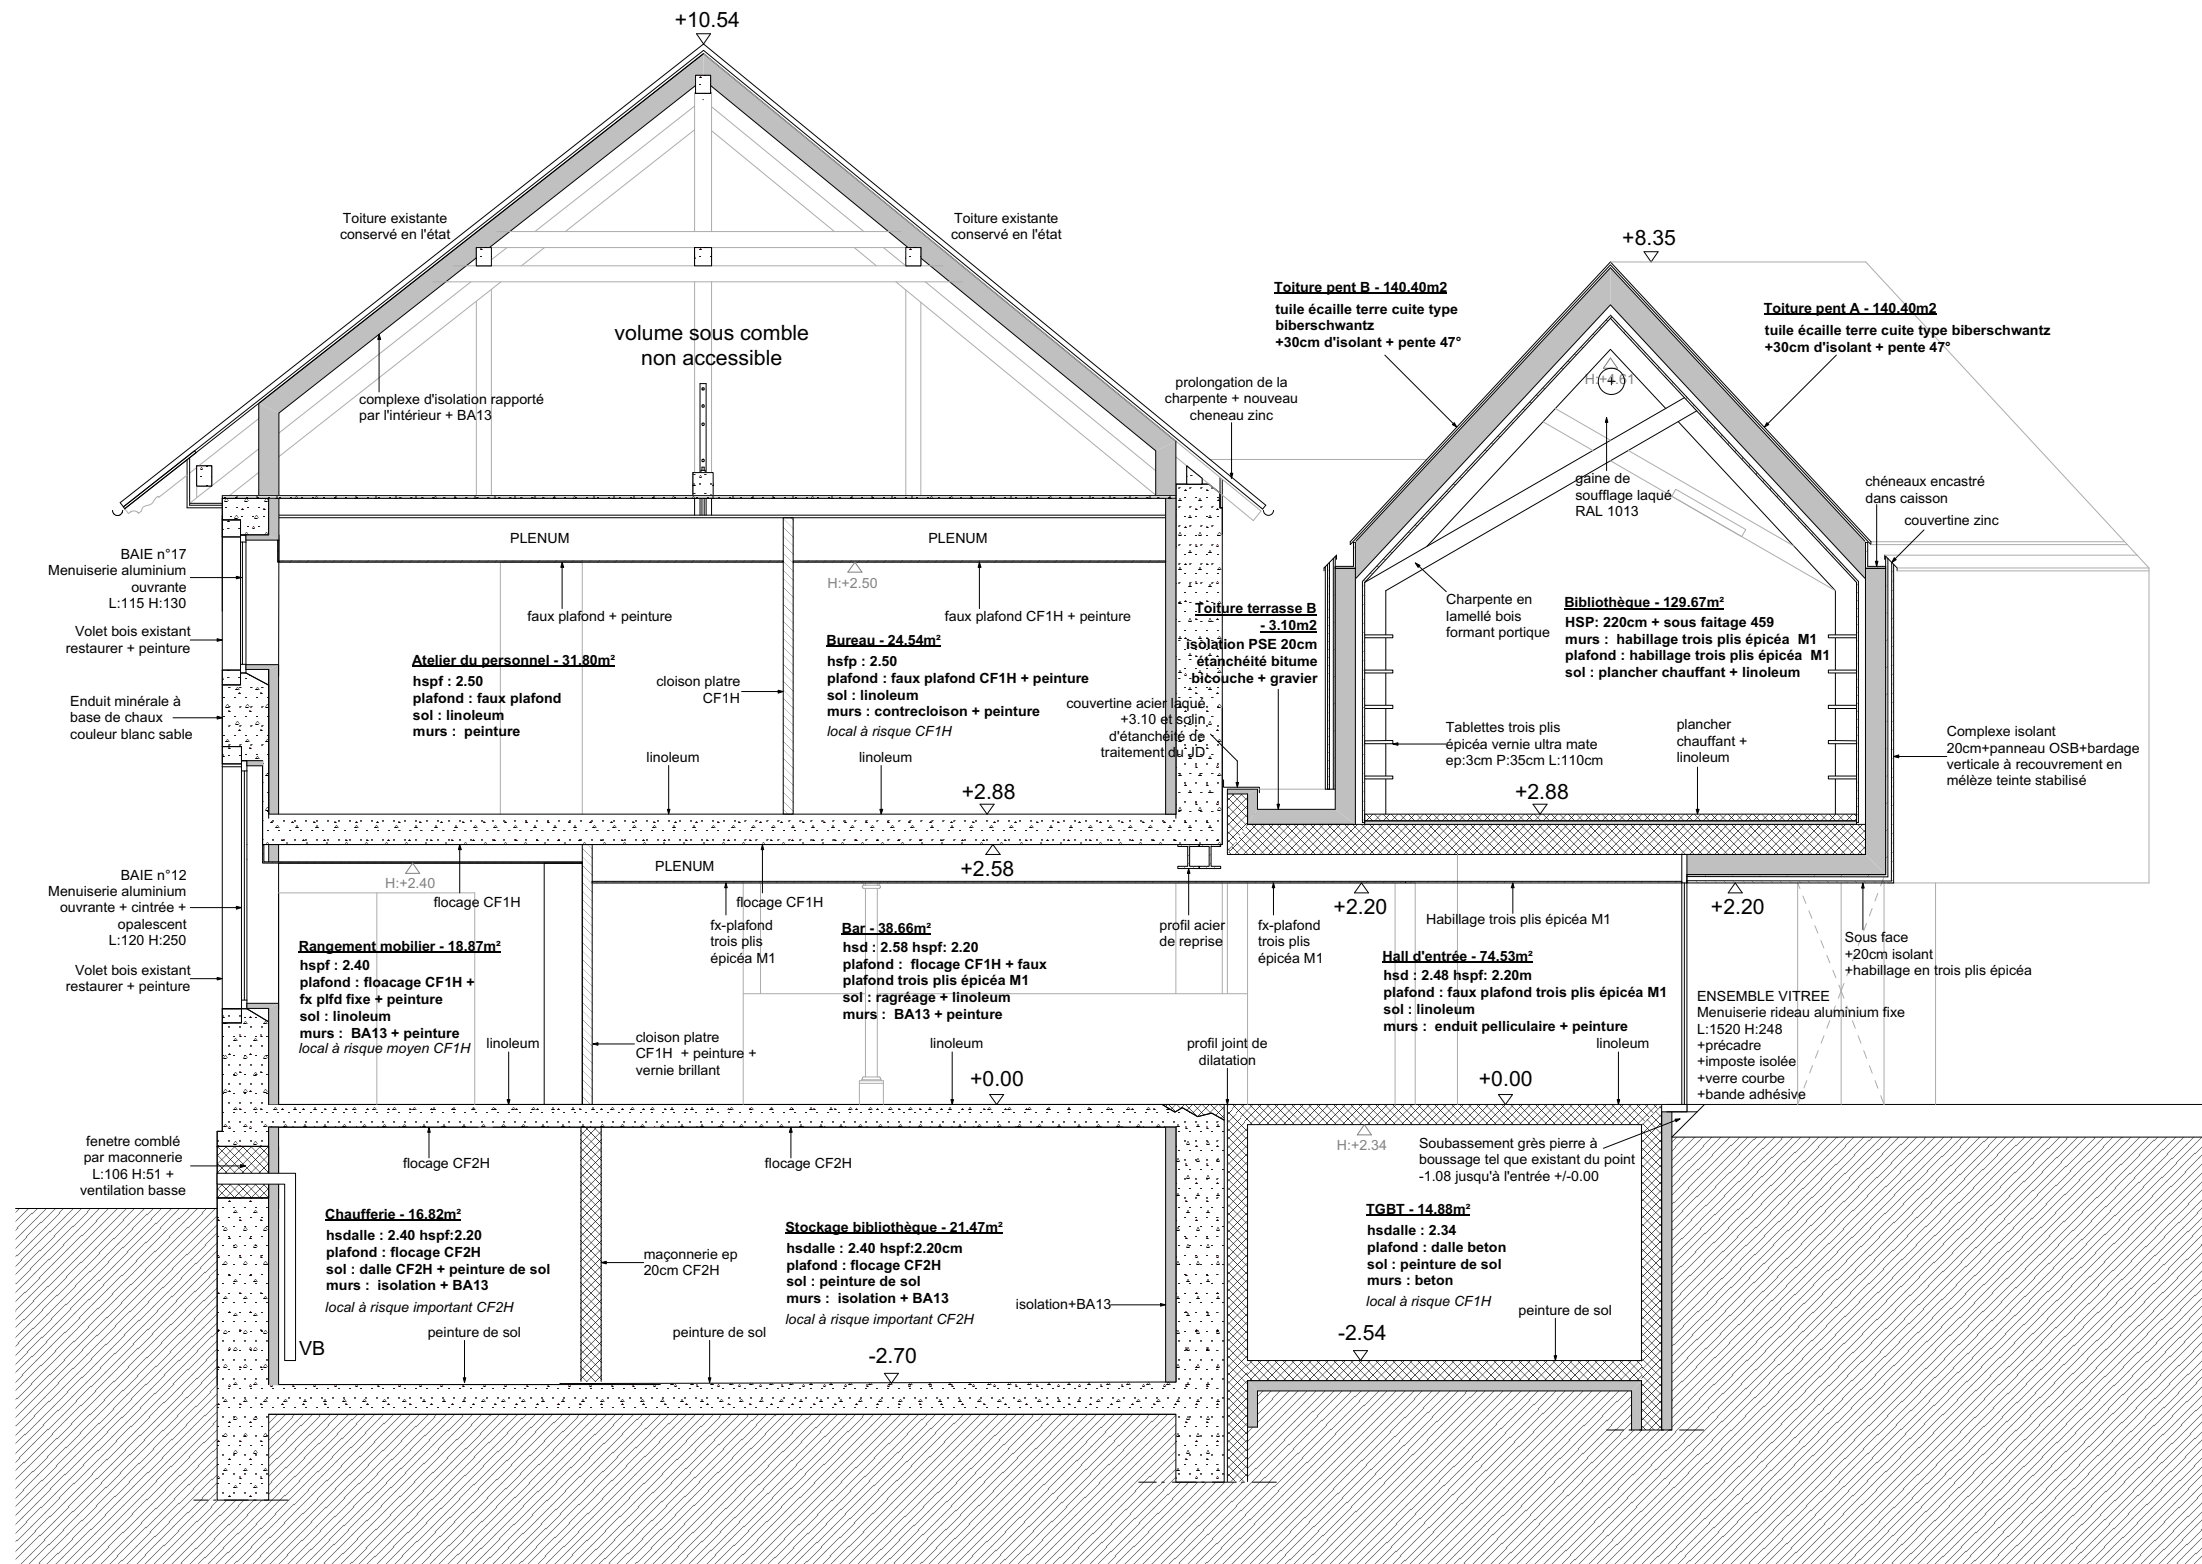 +10.54
Toiture existante
conservé en l'état
Toiture existante
conservé en l'état
+8.35
Toiture pent B - 140.40m2
tuile écaille terre cuite type
biberschwantz
+30cm d'isolant + pente 47°
Toiture pent A - 140.40m2
tuile écaille terre cuite type biberschwantz
+30cm d'isolant + pente 47°
volume sous comble
non accessible
complexe d'isolation rapporté
par l'intérieur + BA13
prolongation de la
charpente + nouveau
cheneau zinc
H:+4.61
gaine de
soufflage laqué
RAL 1013
chéneaux encastré
dans caisson
couvertine zinc
PLENUM
PLENUM
BAIE n°17
Menuiserie aluminium
ouvrante
L:115 H:130
Volet bois existant
restaurer + peinture
Enduit minérale à
base de chaux
couleur blanc sable
H:+2.50
faux plafond + peinture
faux plafond CF1H + peinture
Atelier du personnel - 31.80m²
hspf : 2.50
plafond : faux plafond
sol : linoleum
murs : peinture
cloison platre
CF1H
Bureau - 24.54m²
hsfp : 2.50
plafond : faux plafond CF1H + peinture
sol : linoleum
murs : contrecloison + peinture
local à risque CF1H
linoleum
linoleum
+2.88
Toiture terrasse B
- 3.10m2
isolation PSE 20cm
étanchéité bitume
bicouche + gravier
couvertine acier laqué
+3.10 et solin
d'étanchéité de
traitement du JD
Charpente en
lamellé bois
formant portique
Bibliothèque - 129.67m²
HSP: 220cm + sous faitage 459
murs : habillage trois plis épicéa M1
plafond : habillage trois plis épicéa M1
sol : plancher chauffant + linoleum
Tablettes trois plis
épicéa vernie ultra mate
ep:3cm P:35cm L:110cm
plancher
chauffant +
linoleum
+2.88
Complexe isolant
20cm+panneau OSB+bardage
verticale à recouvrement en
mélèze teinte stabilisé
BAIE n°12
Menuiserie aluminium
ouvrante + cintrée +
opalescent
L:120 H:250
Volet bois existant
restaurer + peinture
H:+2.40
flocage CF1H
PLENUM
flocage CF1H
+2.58
fx-plafond
trois plis
épicéa M1
Rangement mobilier - 18.87m²
hspf : 2.40
plafond : floacage CF1H +
fx plfd fixe + peinture
sol : linoleum
murs : BA13 + peinture
local à risque moyen CF1H
linoleum
cloison platre
CF1H + peinture +
vernie brillant
Bar - 38.66m²
hsd : 2.58 hspf: 2.20
plafond : flocage CF1H + faux
plafond trois plis épicéa M1
sol : ragréage + linoleum
murs : BA13 + peinture
linoleum
+0.00
profil acier
de reprise
fx-plafond
trois plis
épicéa M1
+2.20
Habillage trois plis épicéa M1
+2.20
Hall d'entrée - 74.53m²
hsd : 2.48 hspf: 2.20m
plafond : faux plafond trois plis épicéa M1
sol : linoleum
murs : enduit pelliculaire + peinture
profil joint de
dilatation
linoleum
+0.00
Sous face
+20cm isolant
+habillage en trois plis épicéa
ENSEMBLE VITREE
Menuiserie rideau aluminium fixe
L:1520 H:248
+précadre
+imposte isolée
+verre courbe
+bande adhésive
fenetre comblé
par maconnerie
L:106 H:51 +
ventilation basse
flocage CF2H
flocage CF2H
H:+2.34
Soubassement grès pierre à
boussage tel que existant du point
-1.08 jusqu'à l'entrée +/-0.00
Chaufferie - 16.82m²
hsdalle : 2.40 hspf:2.20
plafond : flocage CF2H
sol : dalle CF2H + peinture de sol
murs : isolation + BA13
local à risque important CF2H
peinture de sol
VB
maçonnerie ep
20cm CF2H
Stockage bibliothèque - 21.47m²
hsdalle : 2.40 hspf:2.20cm
plafond : flocage CF2H
sol : peinture de sol
murs : isolation + BA13
local à risque important CF2H
isolation+BA13
peinture de sol
-2.70
TGBT - 14.88m²
hsdalle : 2.34
plafond : dalle beton
sol : peinture de sol
murs : beton
local à risque CF1H
peinture de sol
-2.54